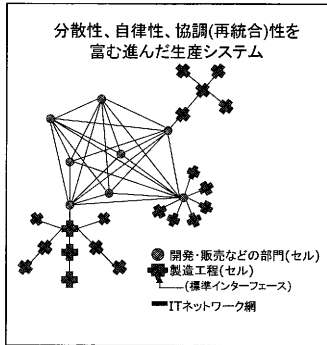 分散性、自律性、協調(再統合)性を
富む進んだ生産システム
開発・販売などの部門(セル)
製造工程(セル)
(標準インターフェース)
ITネットワーク網